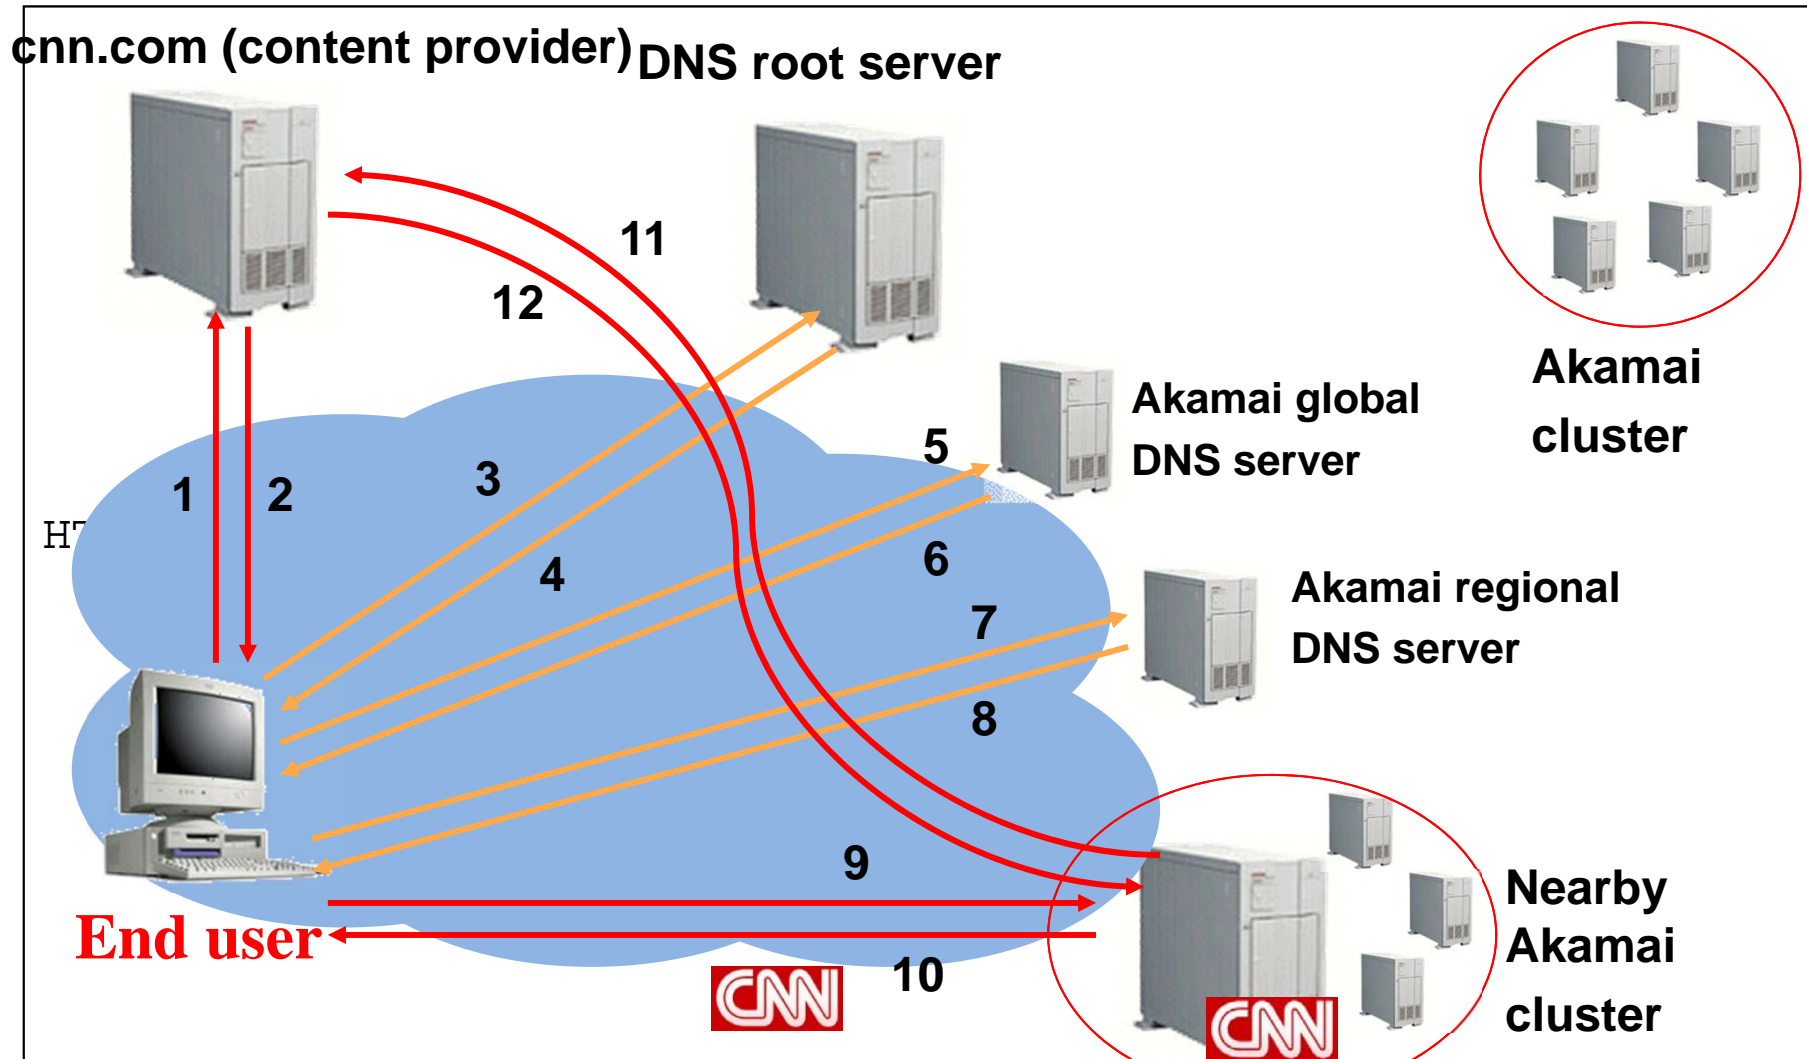 cnn.com (content provider)
DNS root server
11
12
Akamai
cluster
Akamai global
DNS server
5
3
1
2
4
6
Akamai regional
DNS server
7
8
9
Nearby
Akamai
cluster
End user
10
CNN
CNN